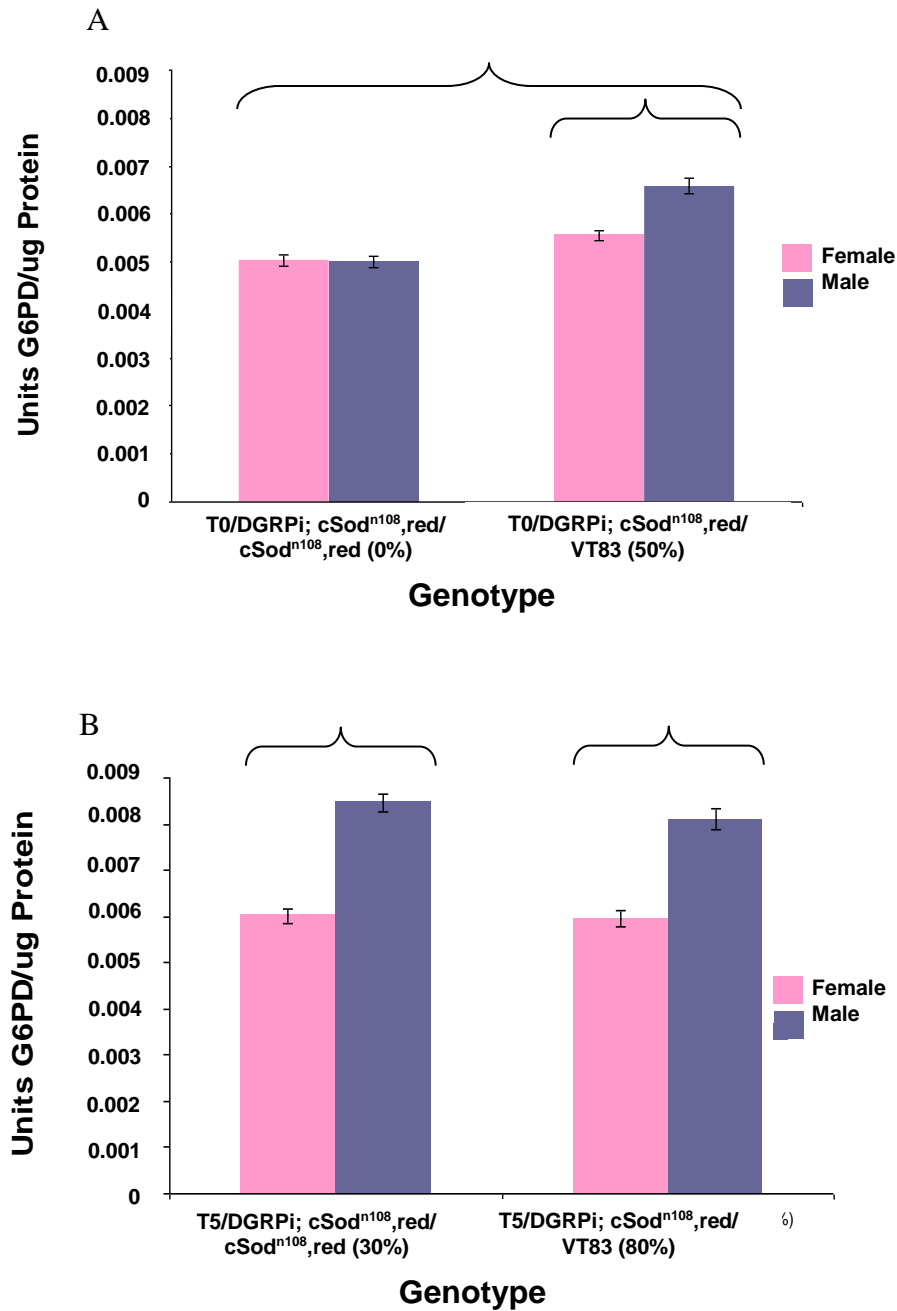 A
0.009
0.008
0.007
0.006
0.005
0.004
0.003
0.002
0.001
0
Units G6PD/ug Protein
Female
Male
T0/DGRPi; cSodⁿ¹⁰⁸,red/
cSodⁿ¹⁰⁸,red (0%)
T0/DGRPi; cSodⁿ¹⁰⁸,red/
VT83 (50%)
Genotype
B
0.009
0.008
0.007
0.006
0.005
0.004
0.003
0.002
0.001
0
Units G6PD/ug Protein
Female
Male
T5/DGRPi; cSodⁿ¹⁰⁸,red/
cSodⁿ¹⁰⁸,red (30%)
T5/DGRPi; cSodⁿ¹⁰⁸,red/
VT83 (80%)
%)
Genotype